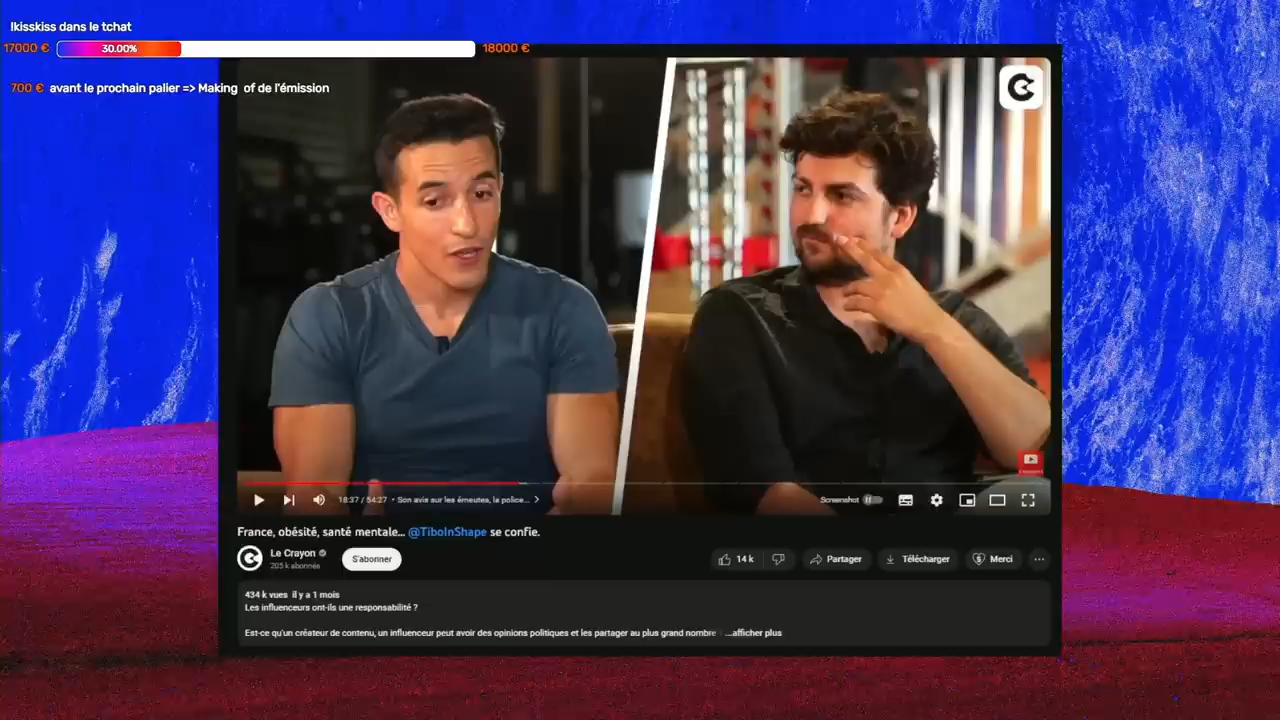 !kisskiss dans le tchat
17000 € 30.00% 18000 €
700 € avant le prochain palier => Making of de l'émission
18:37 / 54:27 • Son avis sur les émeutes, la police... >
Screenshot
France, obésité, santé mentale... @TiboInShape se confie.
Le Crayon
205 k abonnés
S'abonner
14 k
Partager
Télécharger
Merci
434 k vues il y a 1 mois
Les influenceurs ont-ils une responsabilité ?
Est-ce qu'un créateur de contenu, un influenceur peut avoir des opinions politiques et les partager au plus grand nombre ...afficher plus